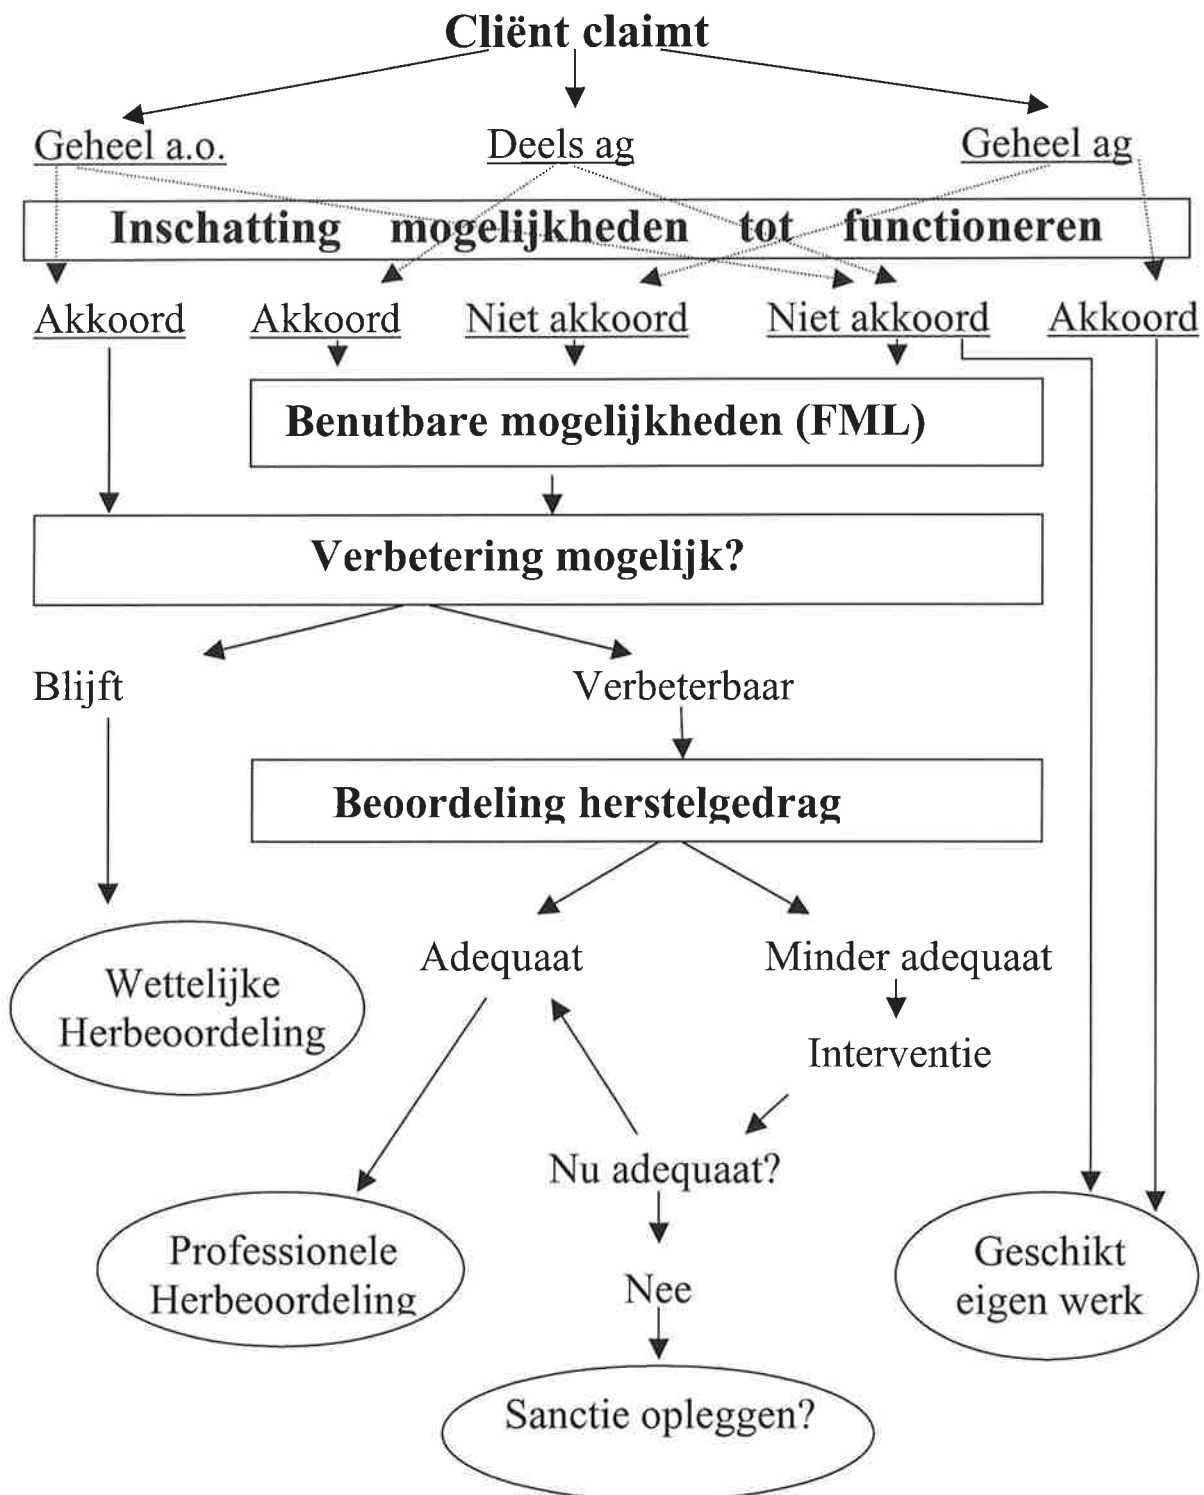 Cliënt claimt
Geheel a.o. Deels ag Geheel ag
Inschatting mogelijkheden tot functioneren
Akkoord Akkoord Niet akkoord Niet akkoord Akkoord
Benutbare mogelijkheden (FML)
Verbetering mogelijk?
Blijft Verbeterbaar
Beoordeling herstelgedrag
Adequaat Minder adequaat
Wettelijke
Herbeoordeling
Interventie
Nu adequaat?
Professionele
Herbeoordeling
Geschikt
eigen werk
Nee
Sanctie opleggen?